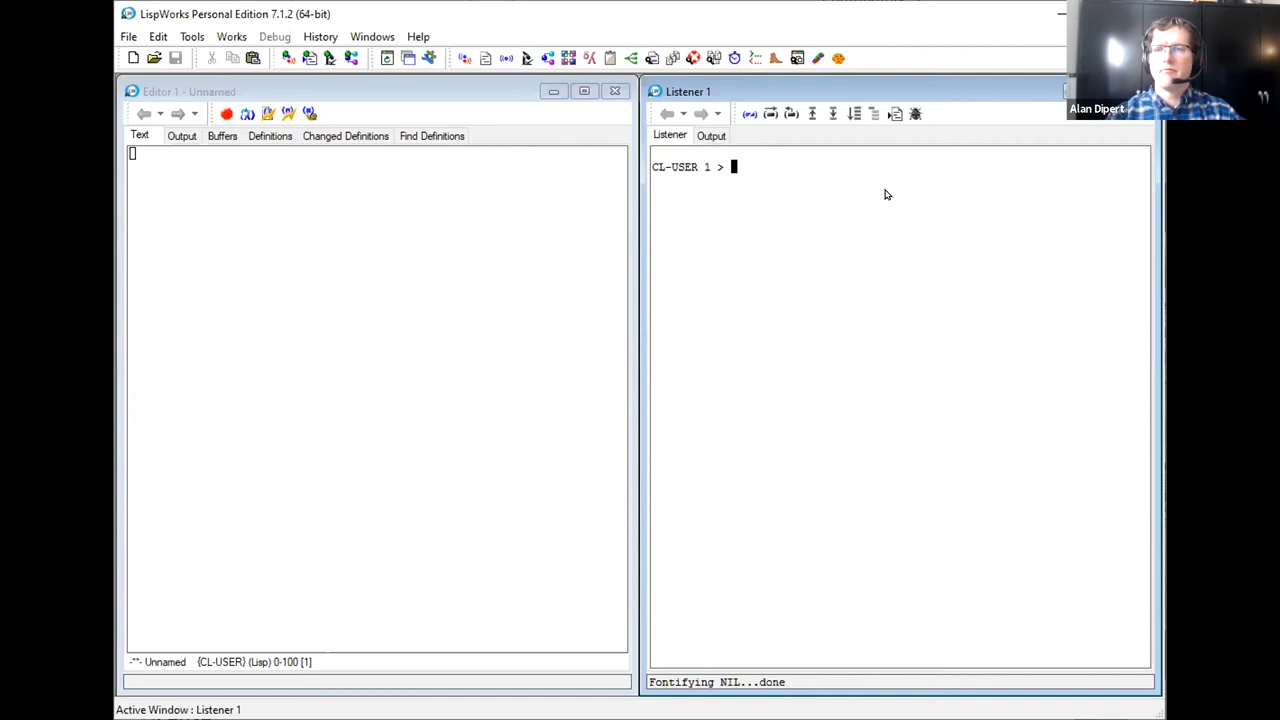 LispWorks Personal Edition 7.1.2 (64-bit)
File Edit Tools Works Debug History Windows Help
Editor 1 - Unnamed
Text Output Buffers Definitions Changed Definitions Find Definitions
-**- Unnamed {CL-USER} (Lisp) 0-100 [1]
Listener 1
Listener Output
CL-USER 1 >
Fontifying NIL...done
Active Window : Listener 1
Alan Dipert